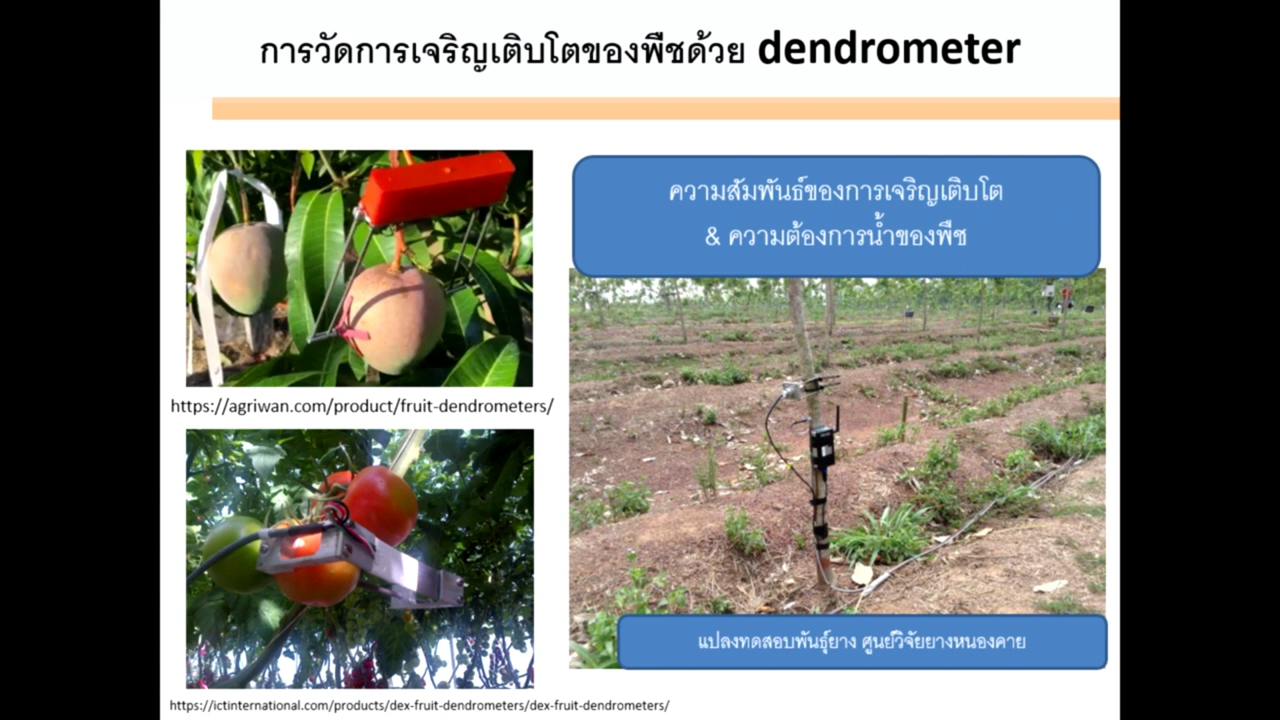 การวัดการเจริญเติบโตของพืชด้วย dendrometer
ความสัมพันธ์ของการเจริญเติบโต
& ความต้องการน้ำของพืช
https://agriwan.com/product/fruit-dendrometers/
แปลงทดสอบพันธุ์ยาง ศูนย์วิจัยยางหนองคาย
https://ictinternational.com/products/dex-fruit-dendrometers/dex-fruit-dendrometers/